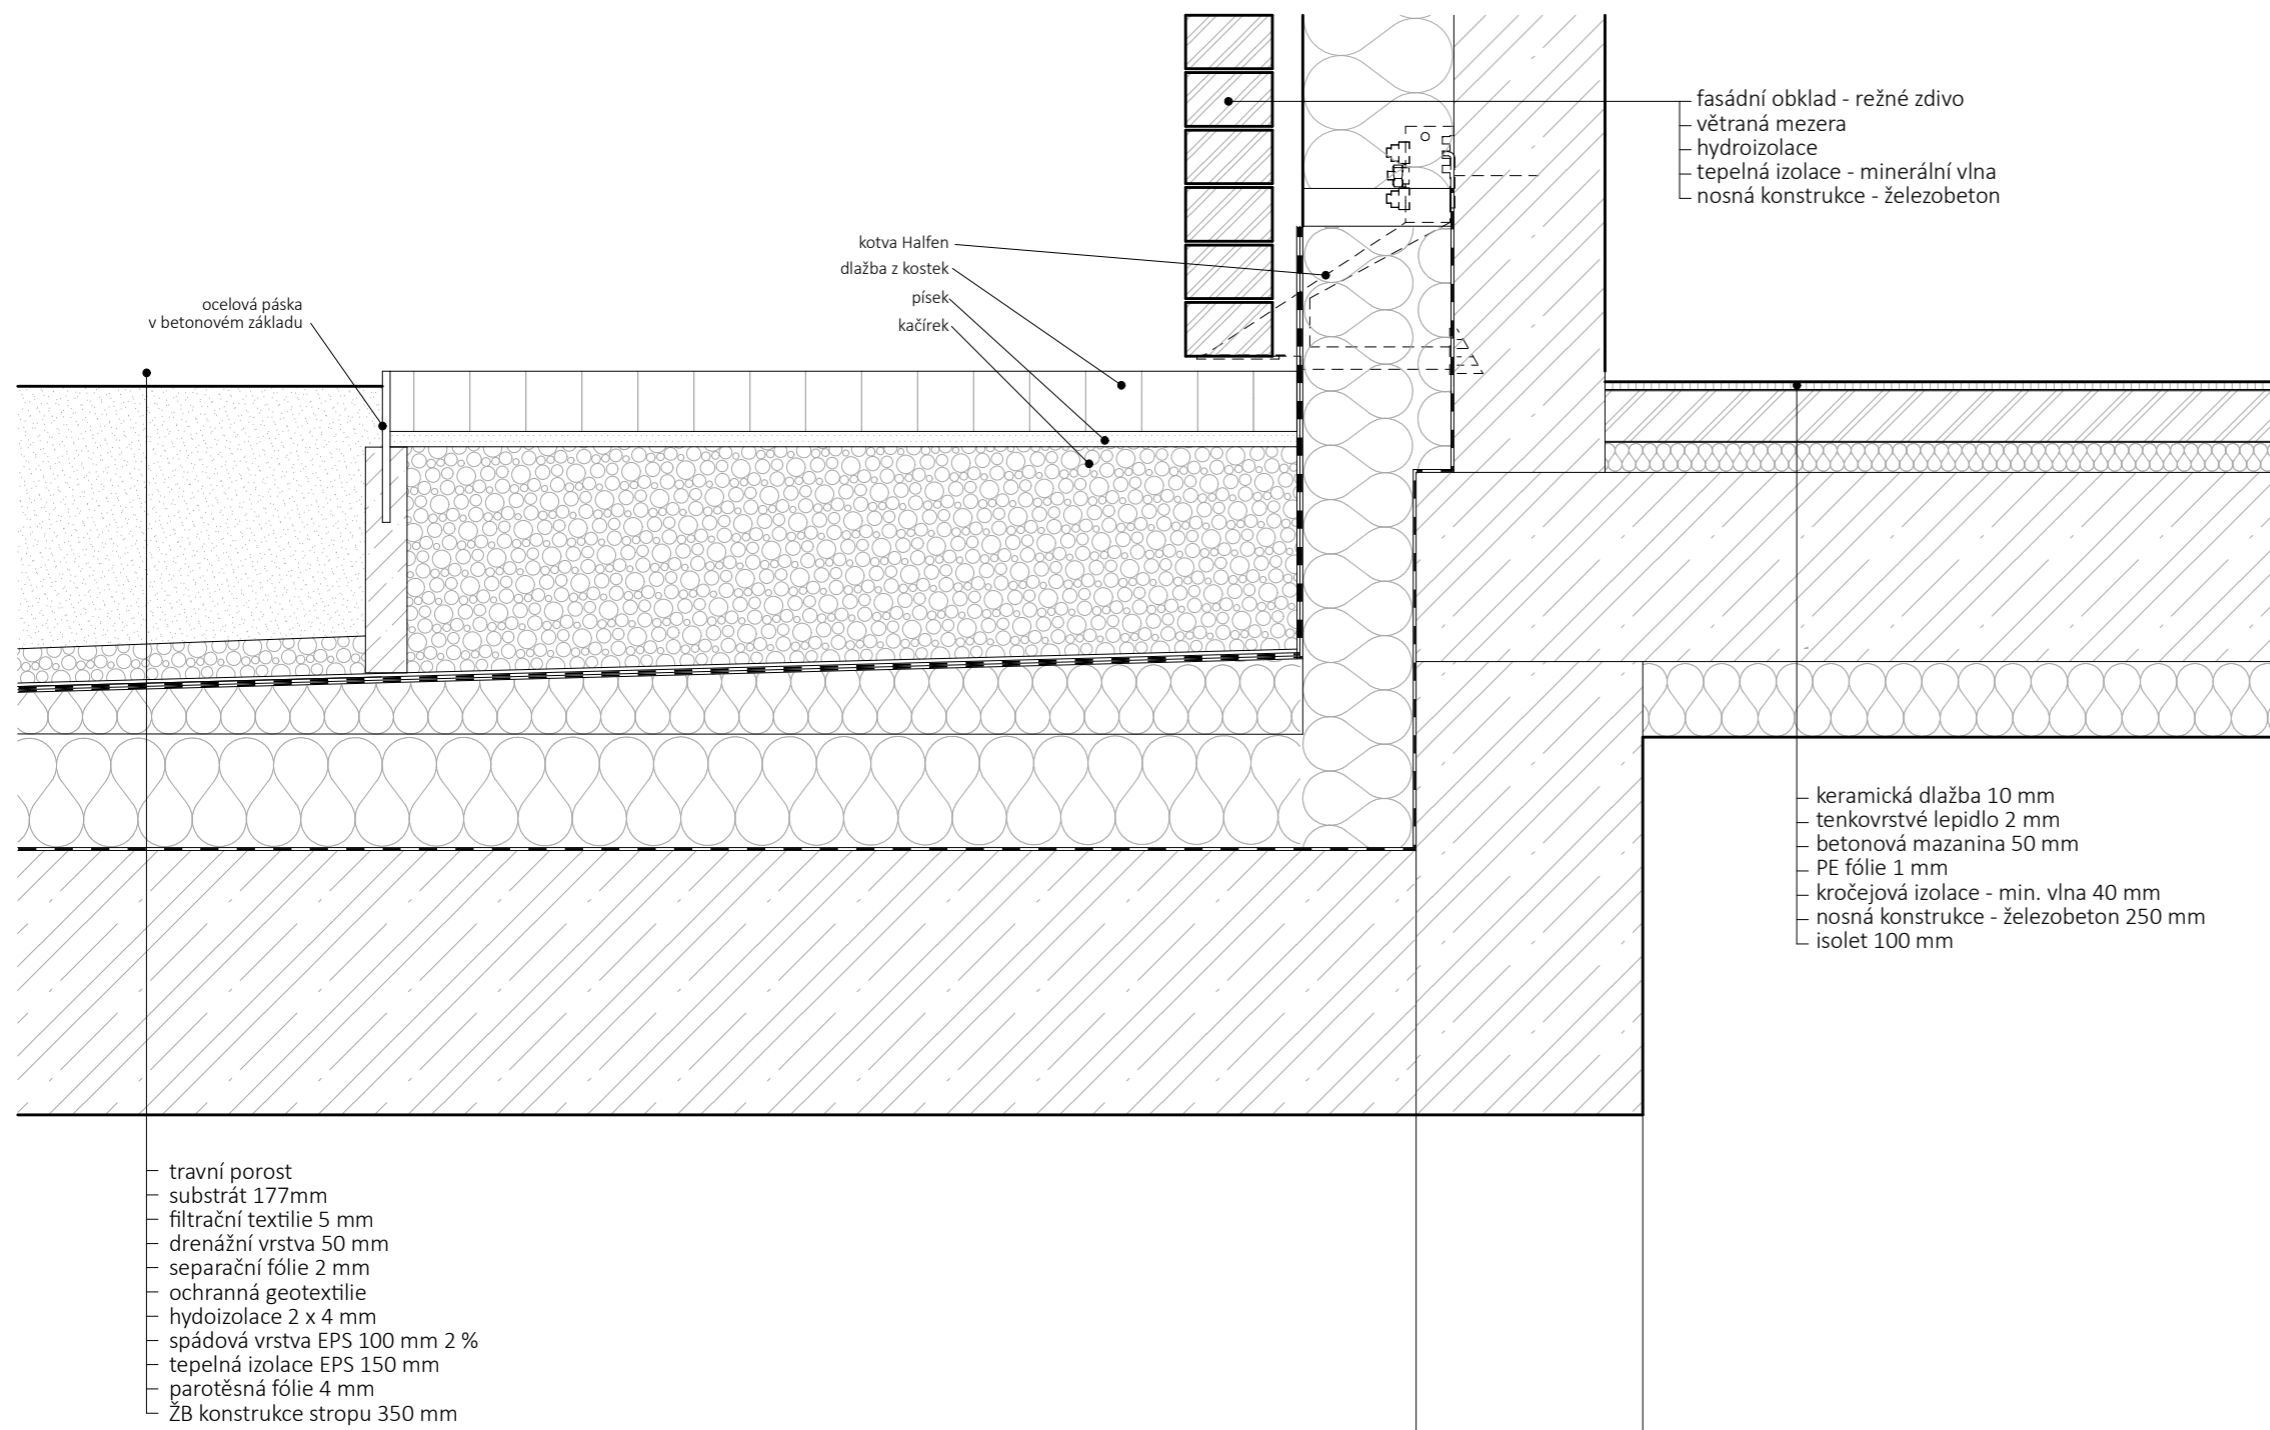 fasádní obklad - režné zdivo
větraná mezera
hydroizolace
tepelná izolace - minerální vlna
nosná konstrukce - železobeton
kotva Halfen
dlažba z kostek
písek
kačírek
ocelová páska
v betonovém základu
keramická dlažba 10 mm
tenkovrstvé lepidlo 2 mm
betonová mazanina 50 mm
PE fólie 1 mm
kročejová izolace - min. vlna 40 mm
nosná konstrukce - železobeton 250 mm
isolet 100 mm
travní porost
substrát 177mm
filtrační textilie 5 mm
drenážní vrstva 50 mm
separační fólie 2 mm
ochranná geotextilie
hydoizolace 2 x 4 mm
spádová vrstva EPS 100 mm 2 %
tepelná izolace EPS 150 mm
parotěsná fólie 4 mm
ŽB konstrukce stropu 350 mm